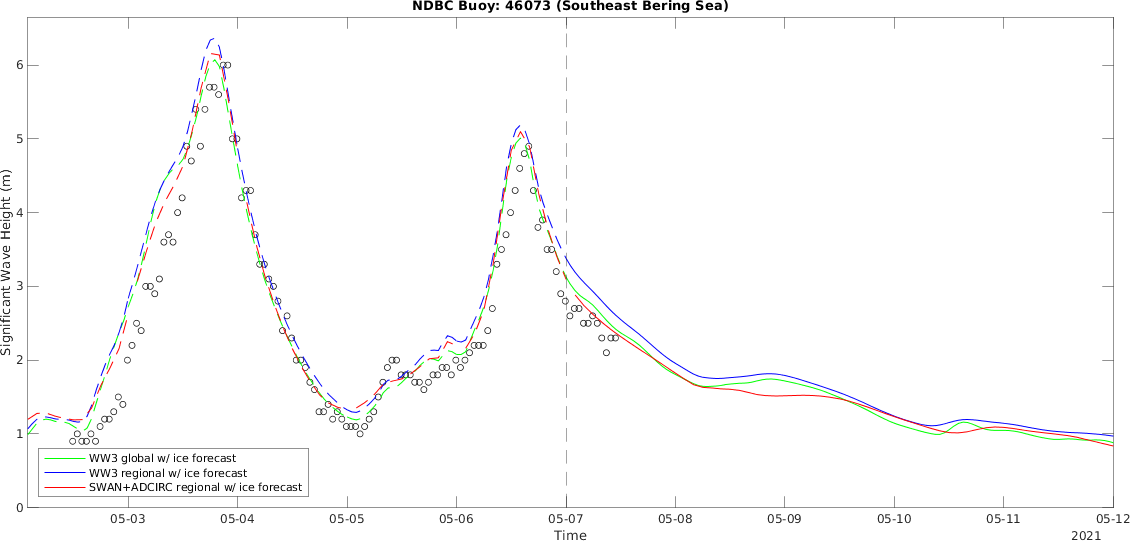 NDBC Buoy: 46073 (Southeast Bering Sea)
Significant Wave Height (m)
6
5
4
3
2
1
0
WW3 global w/ ice forecast
WW3 regional w/ ice forecast
SWAN+ADCIRC regional w/ ice forecast
05-03 05-04 05-05 05-06 05-07 05-08 05-09 05-10 05-11 05-12
Time
2021